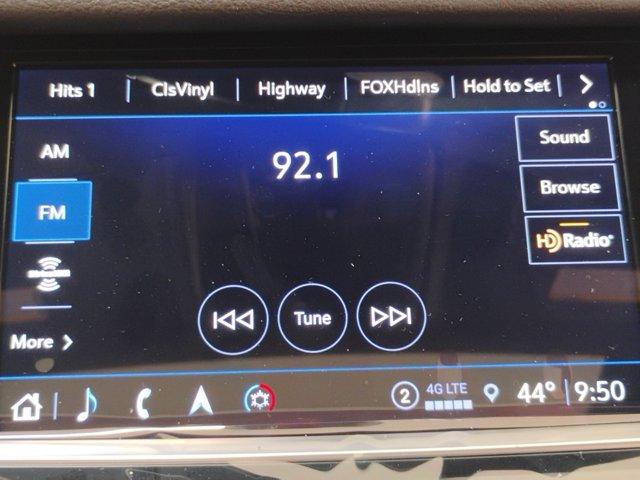 Hits 1 ClsVinyl Highway FOXHdlns Hold to Set
AM
92.1
Sound
FM
Browse
HD Radio
SiriusXM
Tune
More
2 4G LTE 44° 9:50